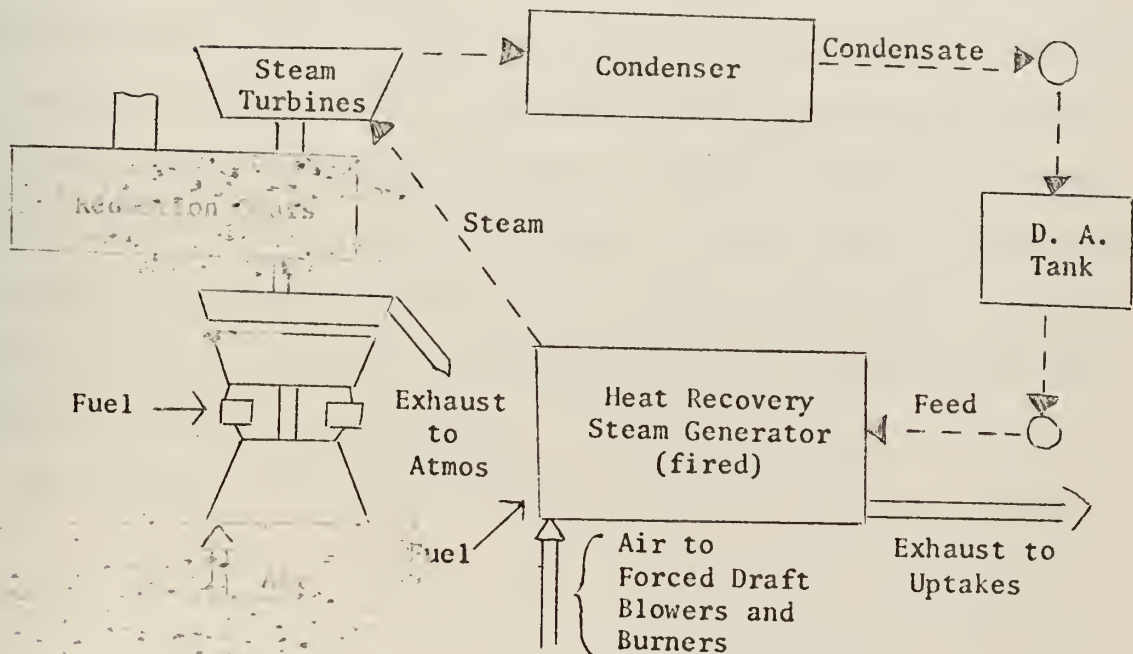 Steam
Turbines
Condenser
Condensate
Steam
D. A.
Tank
Fuel
Exhaust
to
Atmos
Heat Recovery
Steam Generator
(fired)
Feed
Fuel
Air to
Forced Draft
Blowers and
Burners
Exhaust to
Uptakes